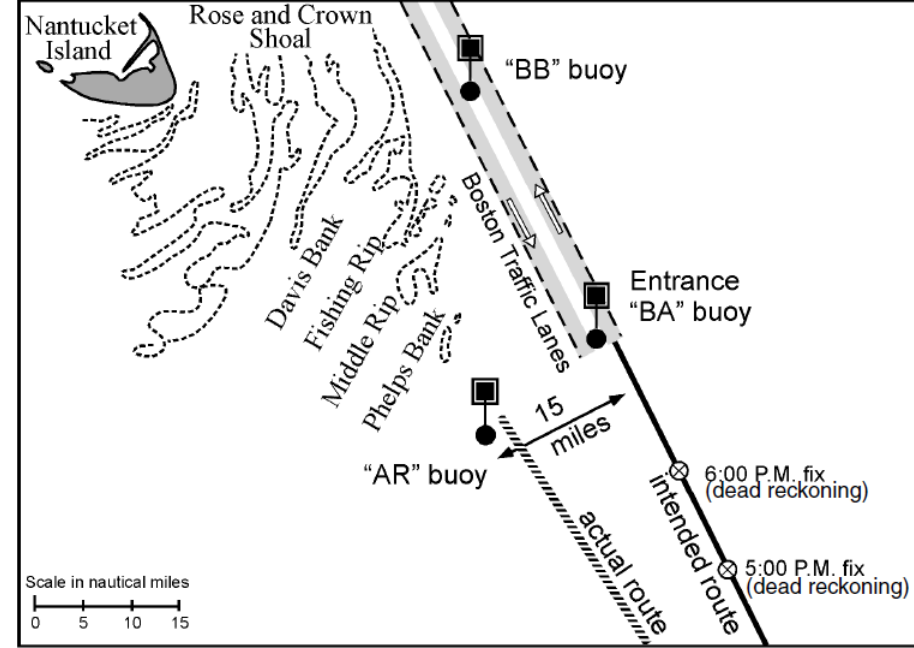 Nantucket
Island
Rose and Crown
Shoal
“BB” buoy
Boston Traffic Lanes
Davis Bank
Fishing Rip
Middle Rip
Phelps Bank
Entrance
“BA” buoy
15
miles
“AR” buoy
6:00 P.M. fix
(dead reckoning)
intended route
actual route
5:00 P.M. fix
(dead reckoning)
Scale in nautical miles
0 5 10 15